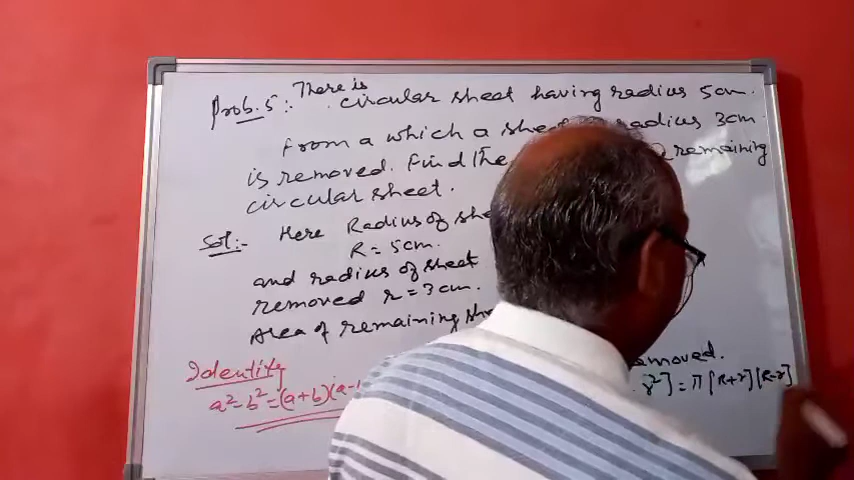 Prob. 5:. There is
circular sheet having radius 5cm.
from a which a radius 3cm
is removed. Find the remaining
circular sheet.
Sol:- Here Radius of
R = 5cm.
and radius of sheet
removed r = 3cm.
Area of remaining
removed.
r²] = π[R+r][R-r]
Identity
a²-b² = (a+b)(a-